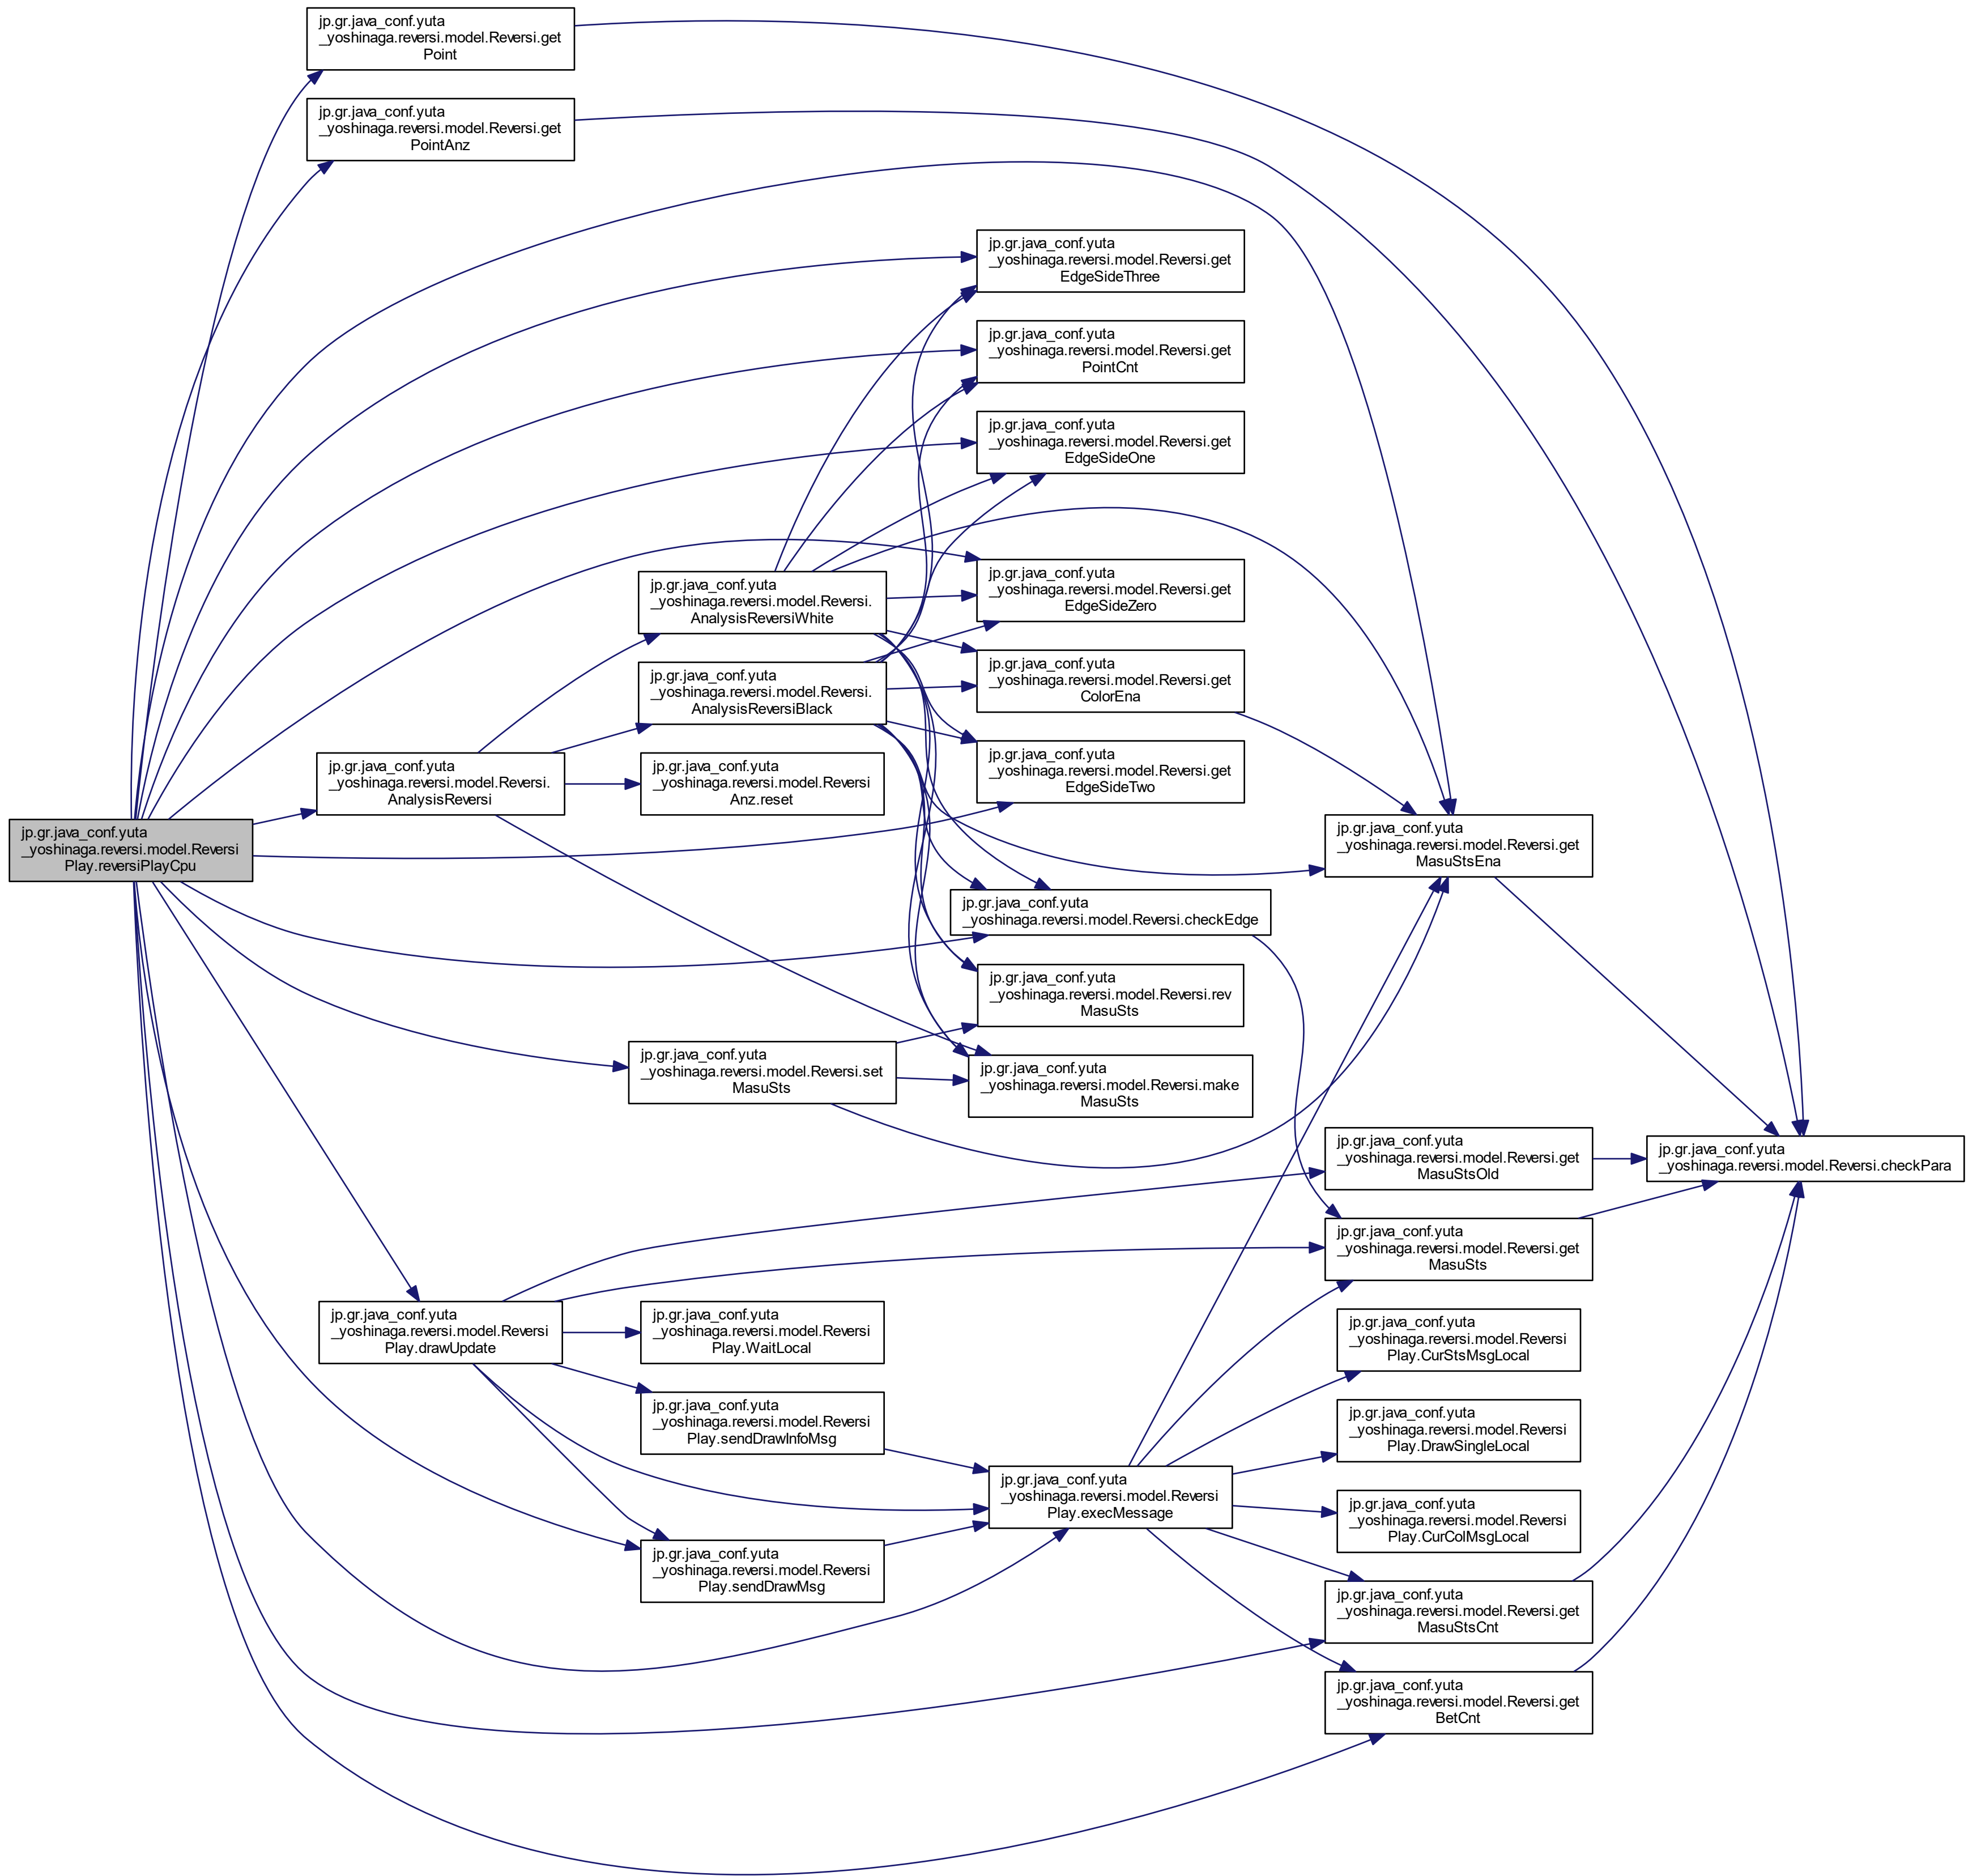 jp.gr.java_conf.yuta
_yoshinaga.reversi.model.Reversi.get
Point
jp.gr.java_conf.yuta
_yoshinaga.reversi.model.Reversi.get
PointAnz
jp.gr.java_conf.yuta
_yoshinaga.reversi.model.Reversi.get
EdgeSideThree
jp.gr.java_conf.yuta
_yoshinaga.reversi.model.Reversi.get
PointCnt
jp.gr.java_conf.yuta
_yoshinaga.reversi.model.Reversi.get
EdgeSideOne
jp.gr.java_conf.yuta
_yoshinaga.reversi.model.Reversi.get
EdgeSideZero
jp.gr.java_conf.yuta
_yoshinaga.reversi.model.Reversi.
AnalysisReversiWhite
jp.gr.java_conf.yuta
_yoshinaga.reversi.model.Reversi.get
ColorEna
jp.gr.java_conf.yuta
_yoshinaga.reversi.model.Reversi.
AnalysisReversiBlack
jp.gr.java_conf.yuta
_yoshinaga.reversi.model.Reversi.get
EdgeSideTwo
jp.gr.java_conf.yuta
_yoshinaga.reversi.model.Reversi.
AnalysisReversi
jp.gr.java_conf.yuta
_yoshinaga.reversi.model.Reversi
Anz.reset
jp.gr.java_conf.yuta
_yoshinaga.reversi.model.Reversi
Play.reversiPlayCpu
jp.gr.java_conf.yuta
_yoshinaga.reversi.model.Reversi.get
MasuStsEna
jp.gr.java_conf.yuta
_yoshinaga.reversi.model.Reversi.checkEdge
jp.gr.java_conf.yuta
_yoshinaga.reversi.model.Reversi.rev
MasuSts
jp.gr.java_conf.yuta
_yoshinaga.reversi.model.Reversi.set
MasuSts
jp.gr.java_conf.yuta
_yoshinaga.reversi.model.Reversi.make
MasuSts
jp.gr.java_conf.yuta
_yoshinaga.reversi.model.Reversi.get
MasuStsOld
jp.gr.java_conf.yuta
_yoshinaga.reversi.model.Reversi.checkPara
jp.gr.java_conf.yuta
_yoshinaga.reversi.model.Reversi.get
MasuSts
jp.gr.java_conf.yuta
_yoshinaga.reversi.model.Reversi
Play.drawUpdate
jp.gr.java_conf.yuta
_yoshinaga.reversi.model.Reversi
Play.WaitLocal
jp.gr.java_conf.yuta
_yoshinaga.reversi.model.Reversi
Play.CurStsMsgLocal
jp.gr.java_conf.yuta
_yoshinaga.reversi.model.Reversi
Play.sendDrawInfoMsg
jp.gr.java_conf.yuta
_yoshinaga.reversi.model.Reversi
Play.DrawSingleLocal
jp.gr.java_conf.yuta
_yoshinaga.reversi.model.Reversi
Play.execMessage
jp.gr.java_conf.yuta
_yoshinaga.reversi.model.Reversi
Play.CurColMsgLocal
jp.gr.java_conf.yuta
_yoshinaga.reversi.model.Reversi
Play.sendDrawMsg
jp.gr.java_conf.yuta
_yoshinaga.reversi.model.Reversi.get
MasuStsCnt
jp.gr.java_conf.yuta
_yoshinaga.reversi.model.Reversi.get
BetCnt